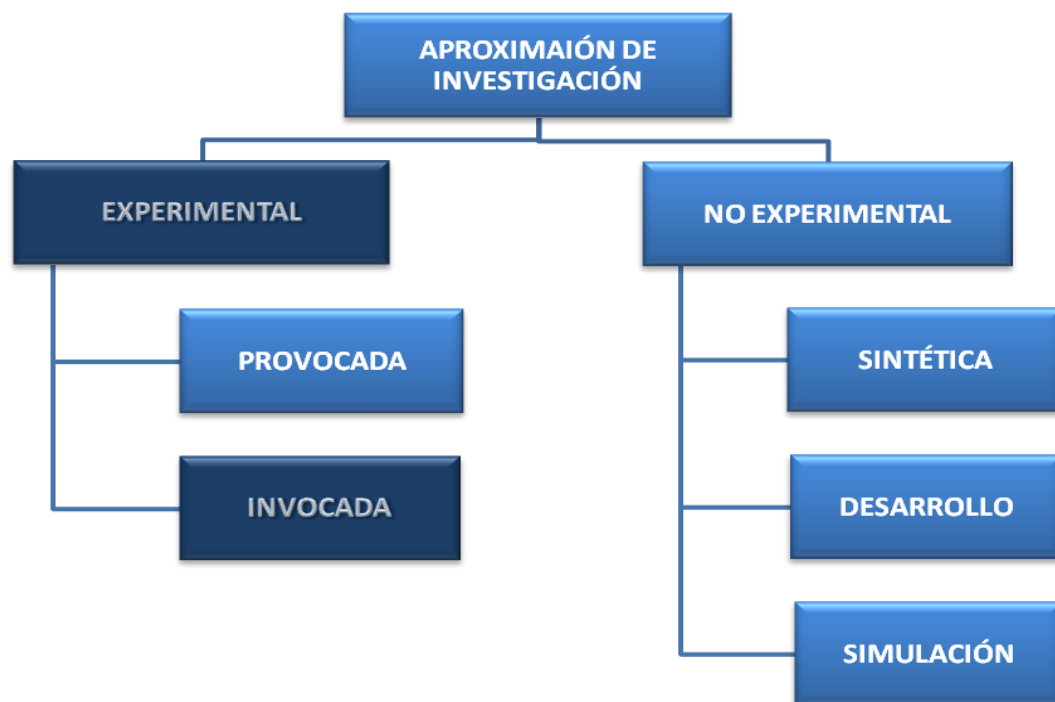 APROXIMAIÓN DE
INVESTIGACIÓN
EXPERIMENTAL
NO EXPERIMENTAL
PROVOCADA
SINTÉTICA
INVOCADA
DESARROLLO
SIMULACIÓN